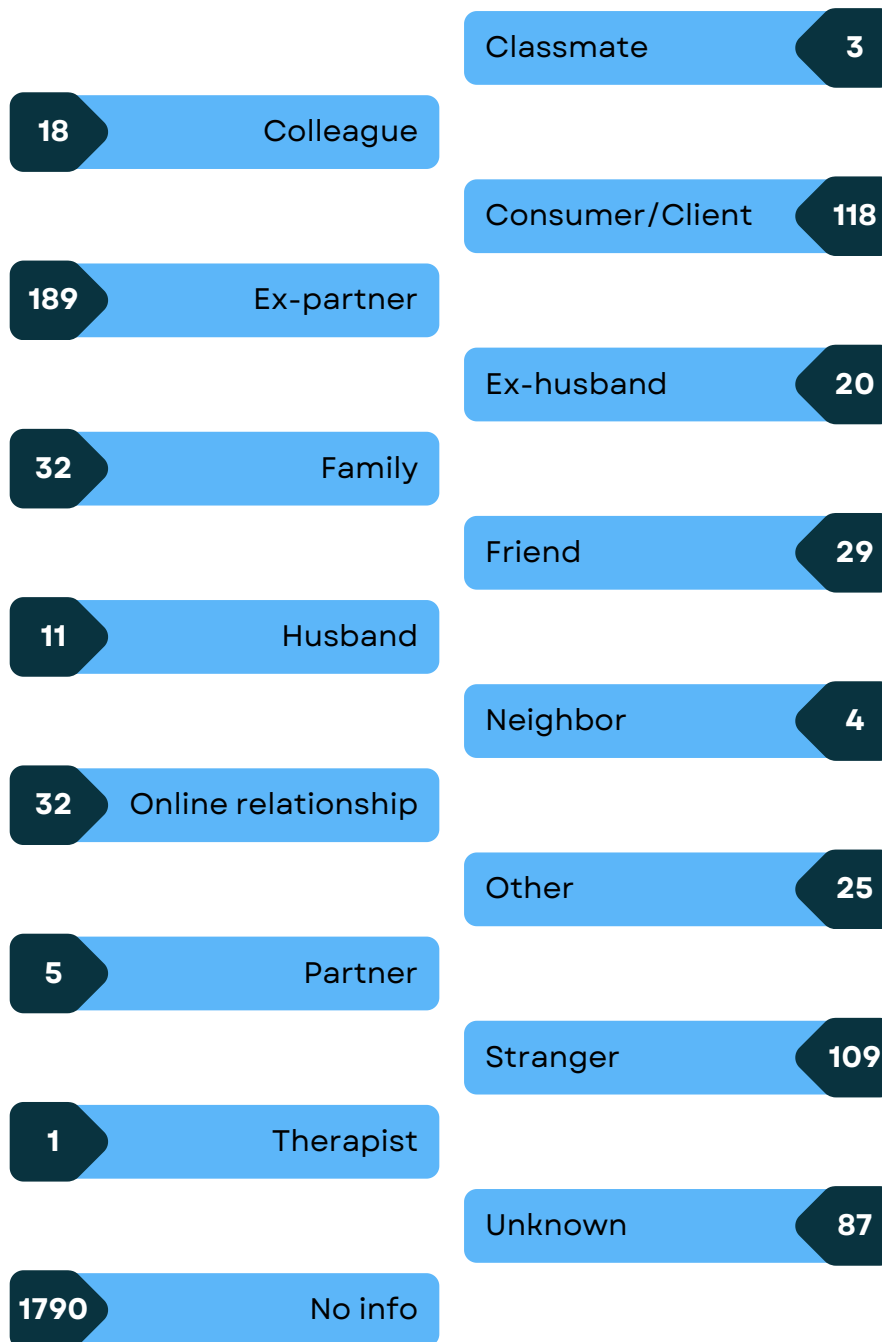 Classmate 3
18 Colleague
Consumer/Client 118
189 Ex-partner
Ex-husband 20
32 Family
Friend 29
11 Husband
Neighbor 4
32 Online relationship
Other 25
5 Partner
Stranger 109
1 Therapist
Unknown 87
1790 No info